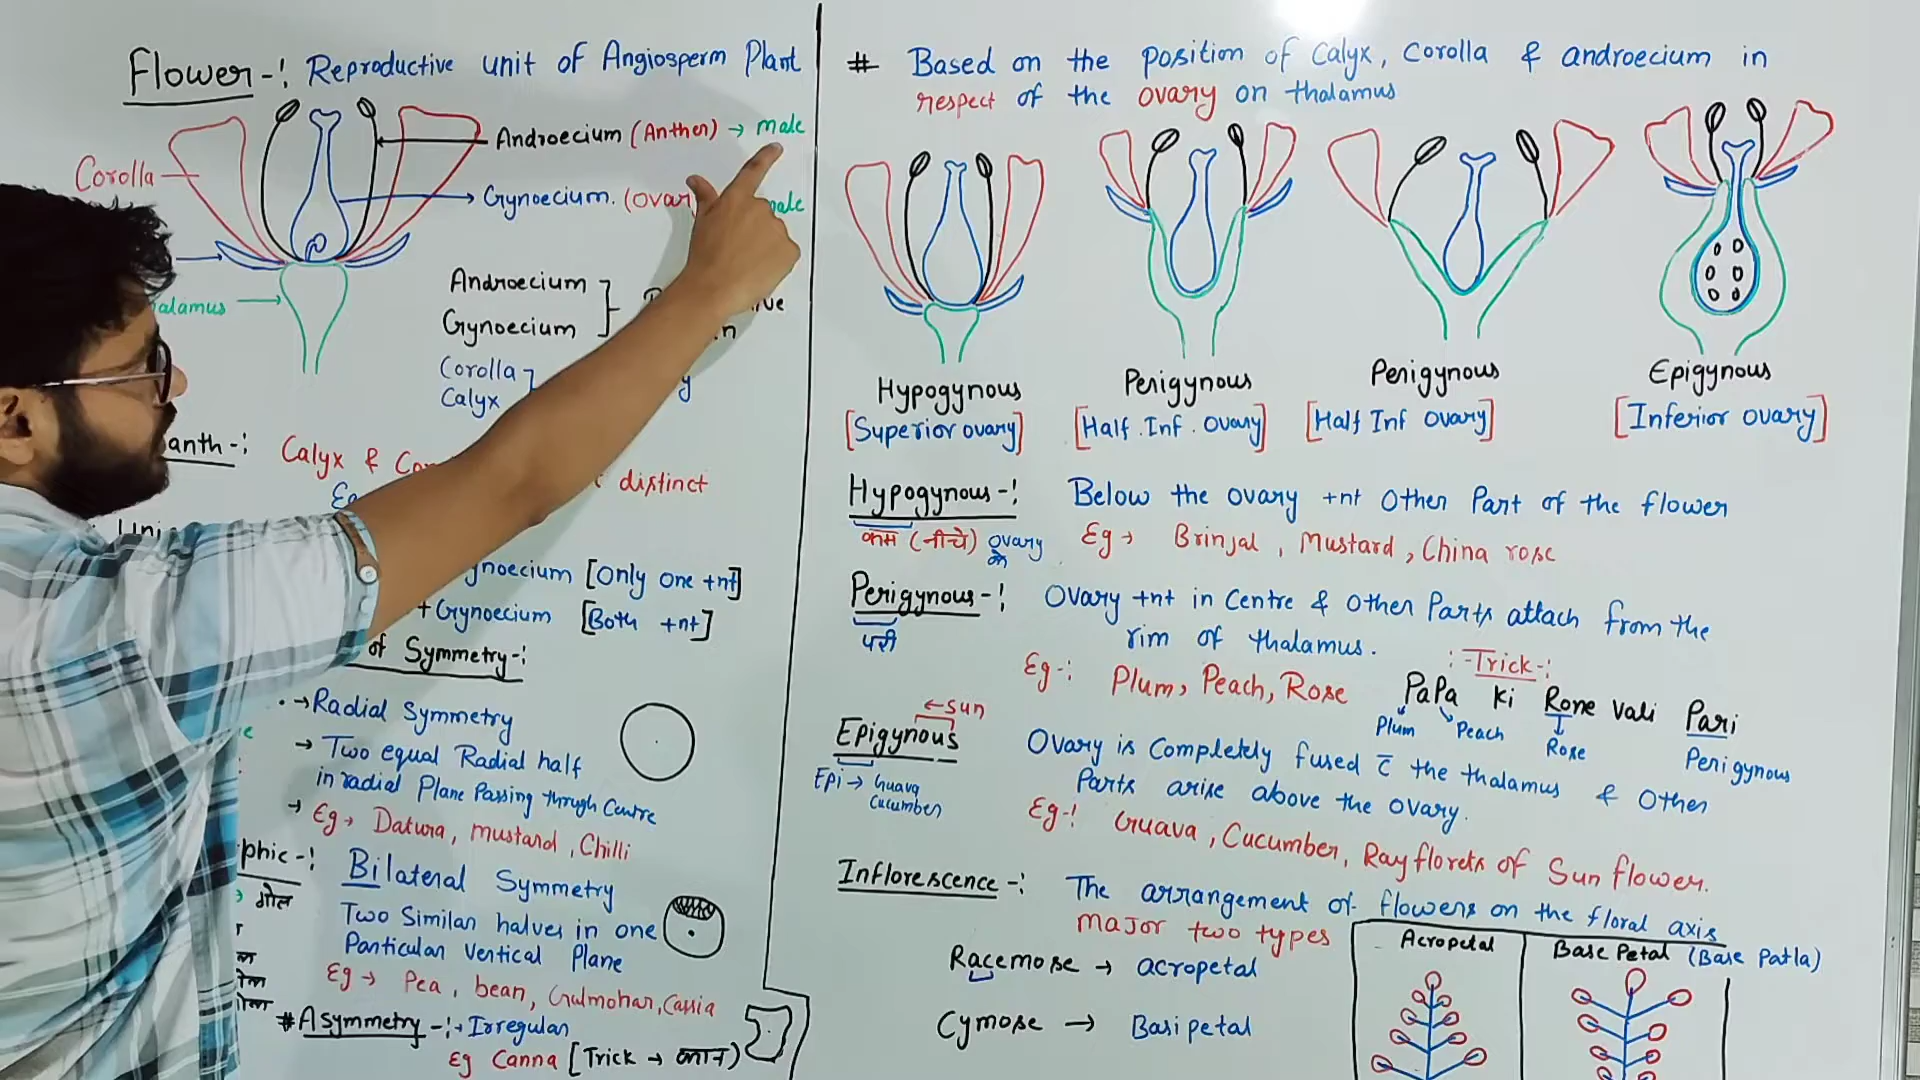 Flower-: Reproductive unit of Angiosperm Plant
Corolla
Androecium (Anther) → male
Gynoecium.
Androecium
Gynoecium
Corolla
Calyx
Calyx &
distinct
[Only one +nt]
+Gynoecium [Both +nt]
of Symmetry-:
→ Radial Symmetry
→ Two equal Radial half
in radial Plane Passing through Centre
→ Eg → Datura, mustard, Chilli
Bilateral Symmetry
गोल
Two Similar halves in one
Particular vertical Plane
Eg → Pea, bean, Gulmohar, Cassia
# Asymmetry-: → Irregular
Eg Canna [Trick →
# Based on the position of Calyx, Corolla & androecium in
respect of the ovary on thalamus
Hypogynous
[Superior ovary]
Perigynous
[Half. Inf. Ovary]
Perigynous
[Half Inf Ovary]
Epigynous
[Inferior ovary]
Hypogynous-: Below the ovary +nt Other Part of the flower
कम (नीचे) ovary के
Eg → Brinjal, Mustard, China rose
Perigynous-: Ovary +nt in Centre & Other Parts attach from the
परी
rim of thalamus.
Eg-: Plum, Peach, Rose
:-Trick-:
PaPa ki Rone vali Pari
Plum Peach Rose Perigynous
← Sun
Epigynous Ovary is Completely fused c̄ the thalamus & Other
Epi → Guava
Cucumber
Parts arise above the Ovary.
Eg-: Guava, Cucumber, Ray florets of Sun flower.
Inflorescence-: The arrangement of flowers on the floral axis
major two types
Racemose → acropetal
Cymose → Basipetal
Acropetal
Base Petal (Base Patla)